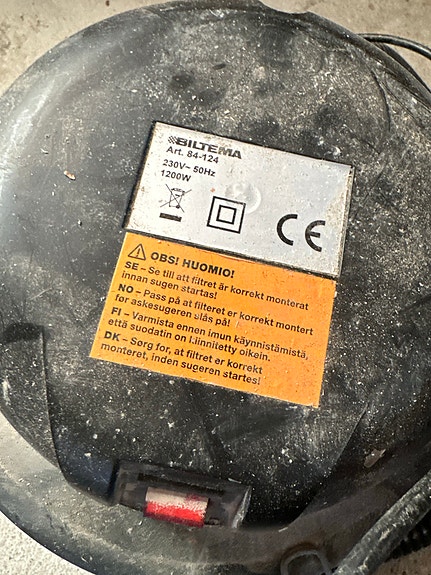 BILTEMA
Art. 84-124
230V~ 50Hz
1200W
CE
OBS! HUOMIO!
SE – Se till att filtret är korrekt monterat
innan sugen startas!
NO – Pass på at filteret er korrekt montert
før askesugeren slås på!
FI – Varmista ennen imun käynnistämistä,
että suodatin on kiinnitetty oikein.
DK – Sørg for, at filtret er korrekt
monteret, inden sugeren startes!